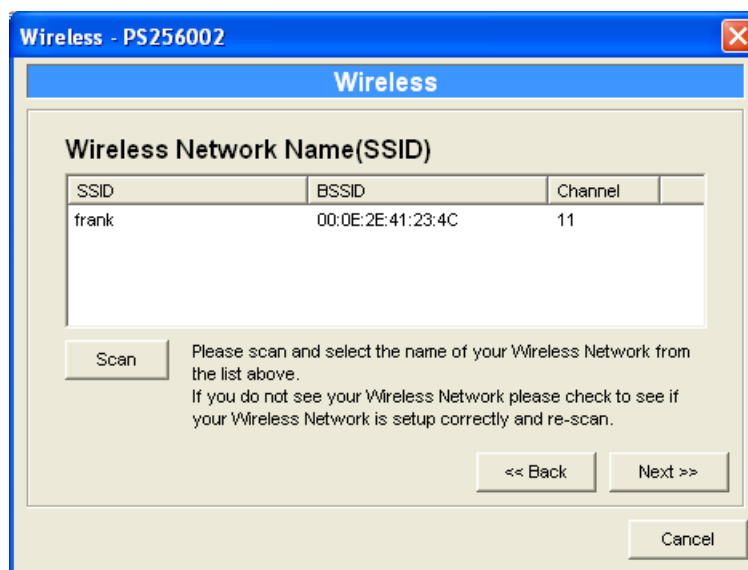 Wireless - PS256002
Wireless
Wireless Network Name(SSID)
SSID BSSID Channel
frank 00:0E:2E:41:23:4C 11
Scan
Please scan and select the name of your Wireless Network from
the list above.
If you do not see your Wireless Network please check to see if
your Wireless Network is setup correctly and re-scan.
<< Back Next >>
Cancel